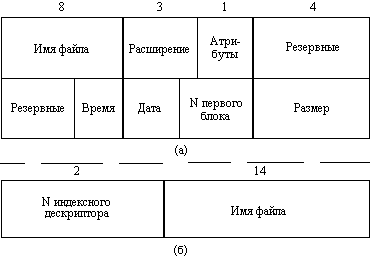 8 3 1 4
Имя файла Расширение Атри-
буты Резервные
Резервные Время Дата N первого
блока Размер
(а)
2 14
N индексного
дескриптора Имя файла
(б)